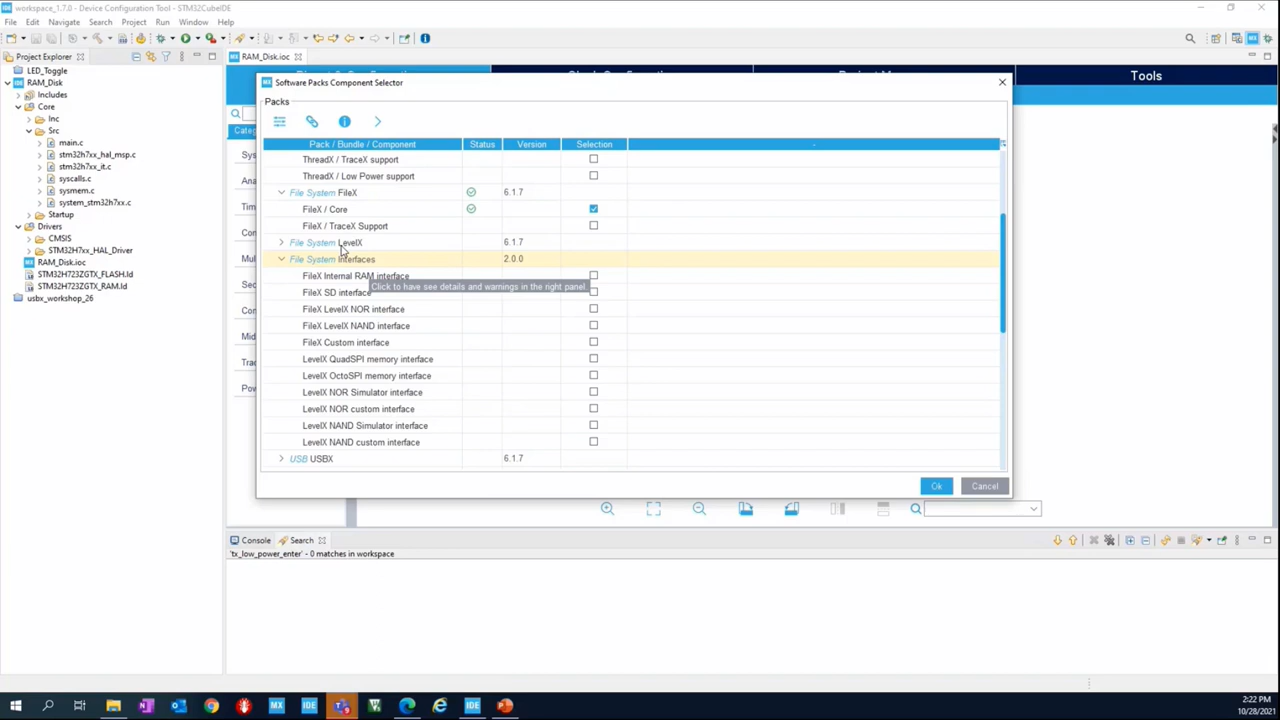 workspace_1.7.0 - Device Configuration Tool - STM32CubeIDE
File Edit Navigate Search Project Run Window Help
Project Explorer
RAM_Disk.ioc
LED_Toggle
RAM_Disk
Includes
Core
Inc
Src
main.c
stm32h7xx_hal_msp.c
stm32h7xx_it.c
syscalls.c
sysmem.c
system_stm32h7xx.c
Startup
Drivers
CMSIS
STM32H7xx_HAL_Driver
RAM_Disk.ioc
STM32H723ZGTX_FLASH.ld
STM32H723ZGTX_RAM.ld
usbx_workshop_26
Tools
Software Packs Component Selector
Packs
Pack / Bundle / Component Status Version Selection -
ThreadX / TraceX support
ThreadX / Low Power support
File System FileX 6.1.7
FileX / Core
FileX / TraceX Support
File System LevelX 6.1.7
File System Interfaces 2.0.0
FileX Internal RAM interface
Click to have see details and warnings in the right panel.
FileX SD interface
FileX LevelX NOR interface
FileX LevelX NAND interface
FileX Custom interface
LevelX QuadSPI memory interface
LevelX OctoSPI memory interface
LevelX NOR Simulator interface
LevelX NOR custom interface
LevelX NAND Simulator interface
LevelX NAND custom interface
USB USBX 6.1.7
Ok Cancel
Console Search
'tx_low_power_enter' - 0 matches in workspace
2:22 PM
10/28/2021